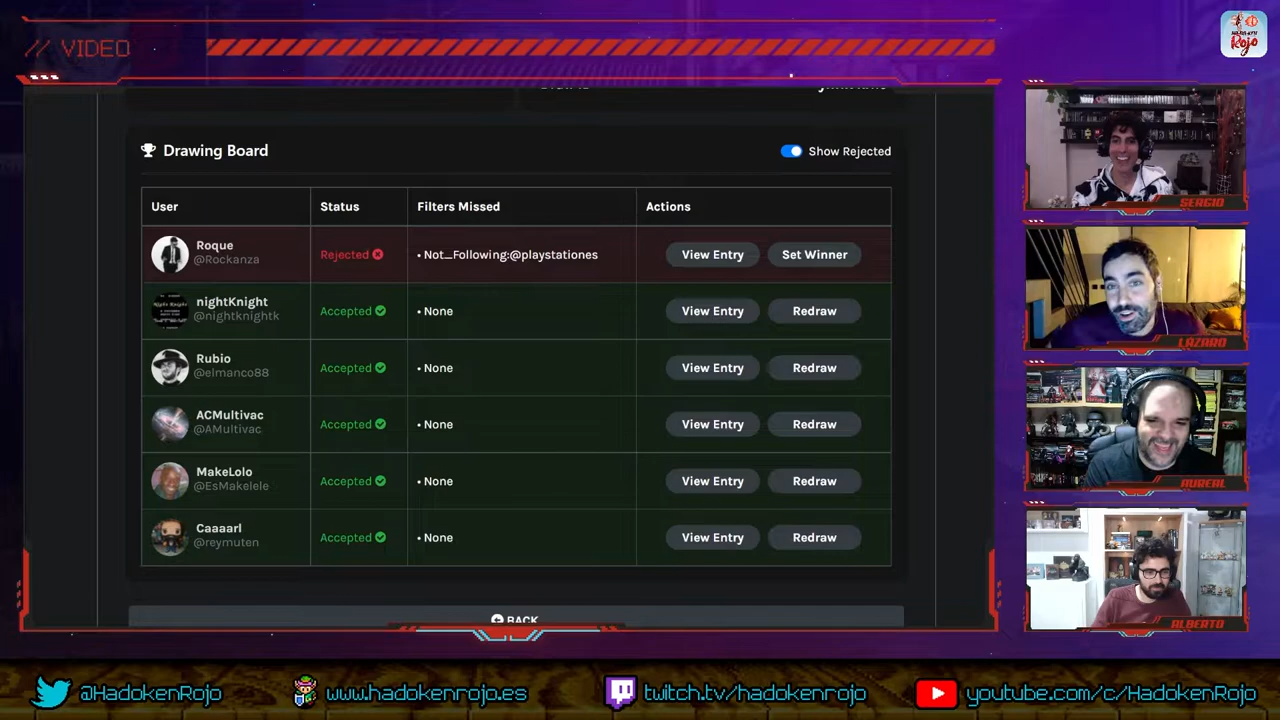 // VIDEO
Drawing Board
Show Rejected
User Status Filters Missed Actions
Roque
@Rockanza
Rejected • Not_Following:@playstationes View Entry Set Winner
nightKnight
@nightknightk
Accepted • None View Entry Redraw
Rubio
@elmanco88
Accepted • None View Entry Redraw
ACMultivac
@AMultivac
Accepted • None View Entry Redraw
MakeLolo
@EsMakelele
Accepted • None View Entry Redraw
Caaaarl
@reymuten
Accepted • None View Entry Redraw
BACK
Rojo
SERGIO
LÁZARO
AUREAL
ALBERTO
@HadokenRojo www.hadokenrojo.es twitch.tv/hadokenrojo youtube.com/c/HadokenRojo